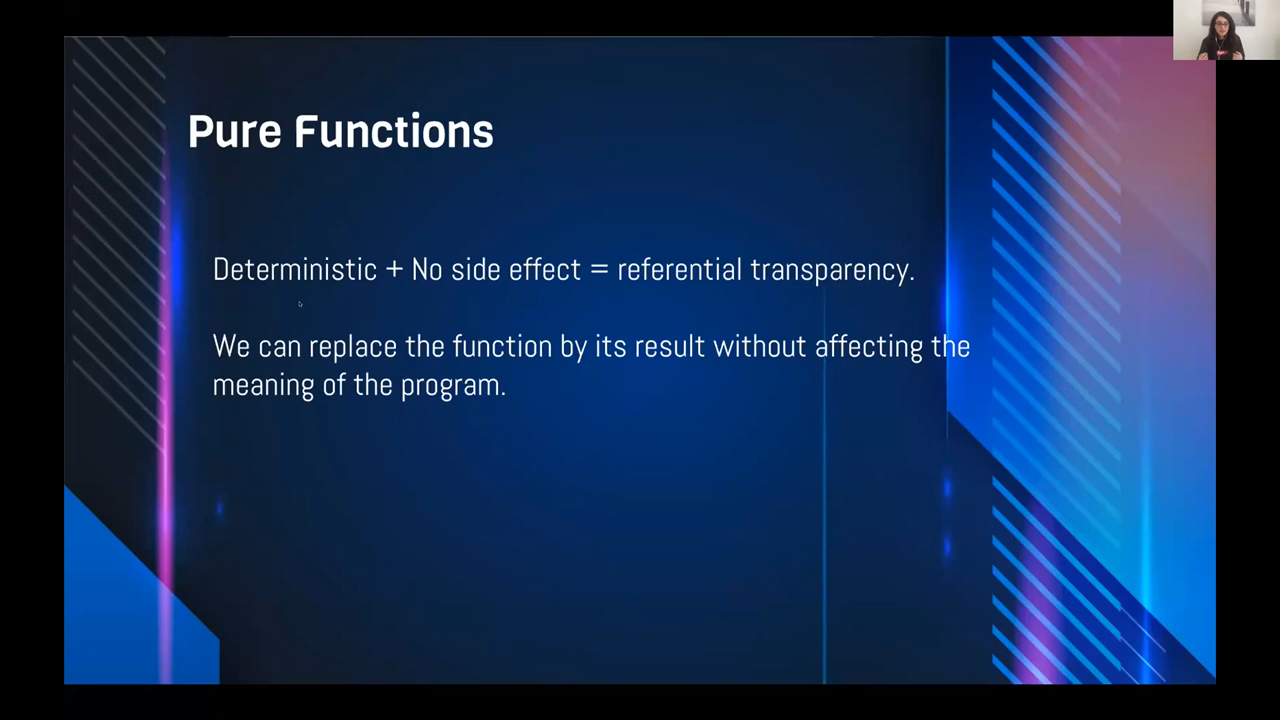 Pure Functions
Deterministic + No side effect = referential transparency.
We can replace the function by its result without affecting the
meaning of the program.